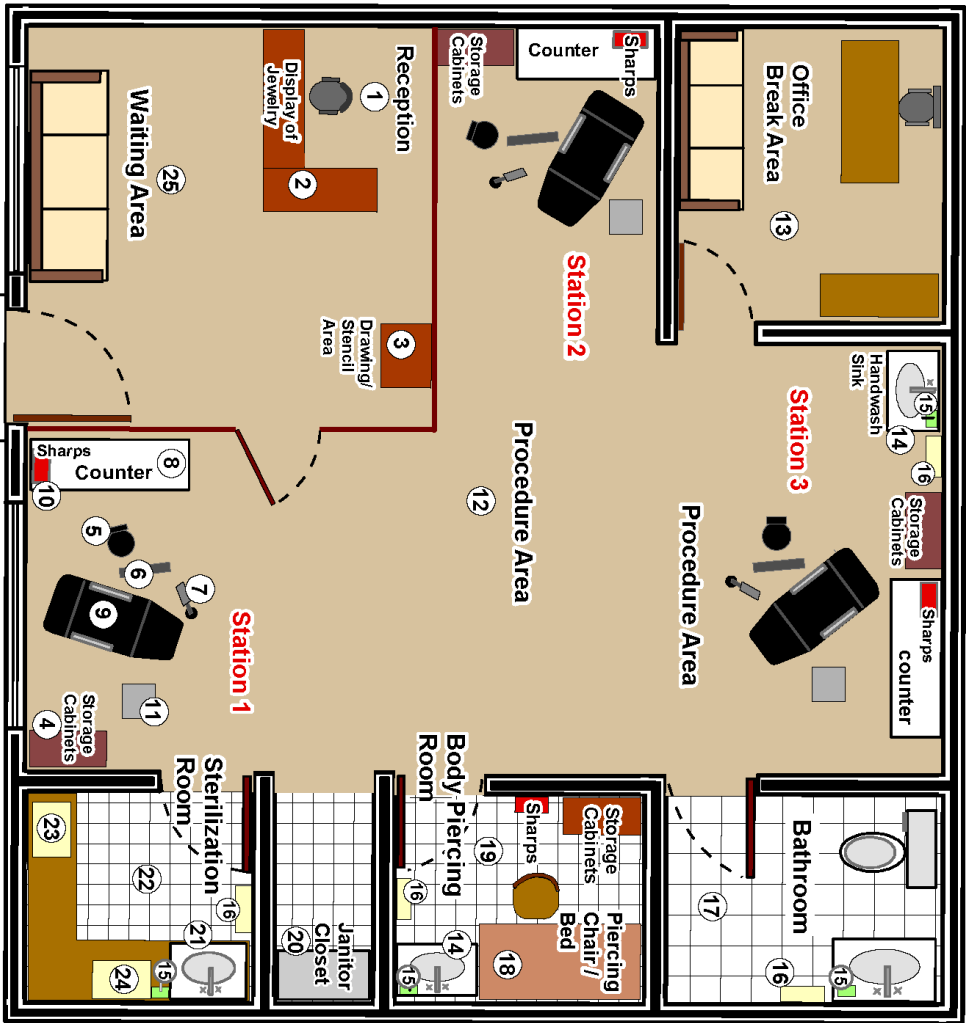 Storage
Cabinets
Counter
Sharps
Office
Break Area
13
Reception
1
Display of
Jewelry
2
Waiting Area
25
Drawing/
Stencil
Area
3
Station 2
Station 3
Handwash
Sink
15
14
16
Storage
Cabinets
Sharps
counter
Procedure Area
12
Procedure Area
Sharps
Counter
8
10
5
6
7
9
Station 1
11
4
Storage
Cabinets
Sterilization
Room
23
22
16
21
15
24
Janitor
Closet
20
Body Piercing
Room
19
Sharps
Storage
Cabinets
16
14
15
Piercing
Chair /
Bed
18
Bathroom
17
16
15